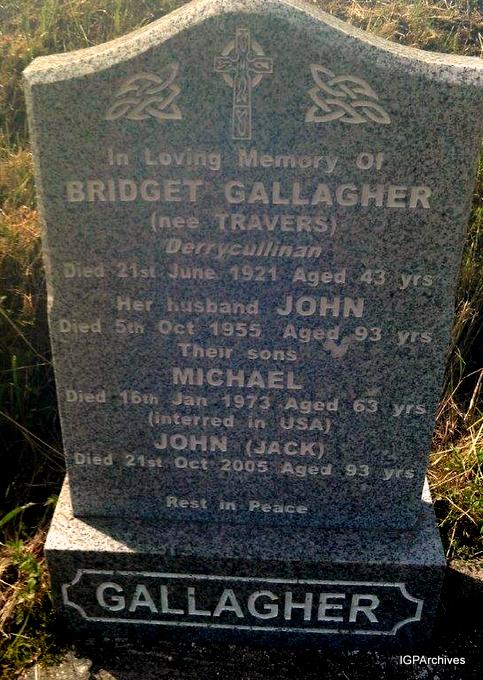 In Loving Memory Of
BRIDGET GALLAGHER
(nee TRAVERS)
Derrycullinan
Died 21st June 1921 Aged 43 yrs
Her husband JOHN
Died 5th Oct 1955 Aged 93 yrs
Their sons
MICHAEL
Died 16th Jan 1973 Aged 63 yrs
(interred in USA)
JOHN (JACK)
Died 21st Oct 2005 Aged 93 yrs
Rest in Peace
GALLAGHER
IGPArchives